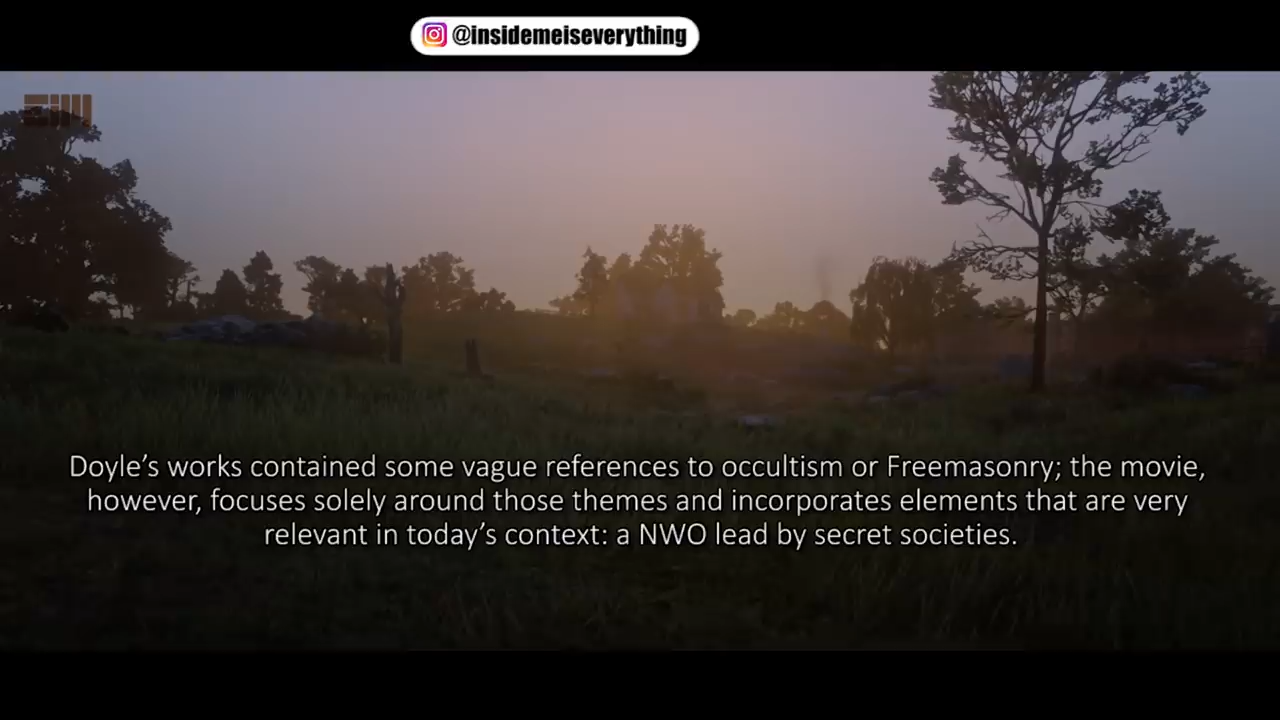 @insidemeiseverything
Doyle’s works contained some vague references to occultism or Freemasonry; the movie,
however, focuses solely around those themes and incorporates elements that are very
relevant in today’s context: a NWO lead by secret societies.